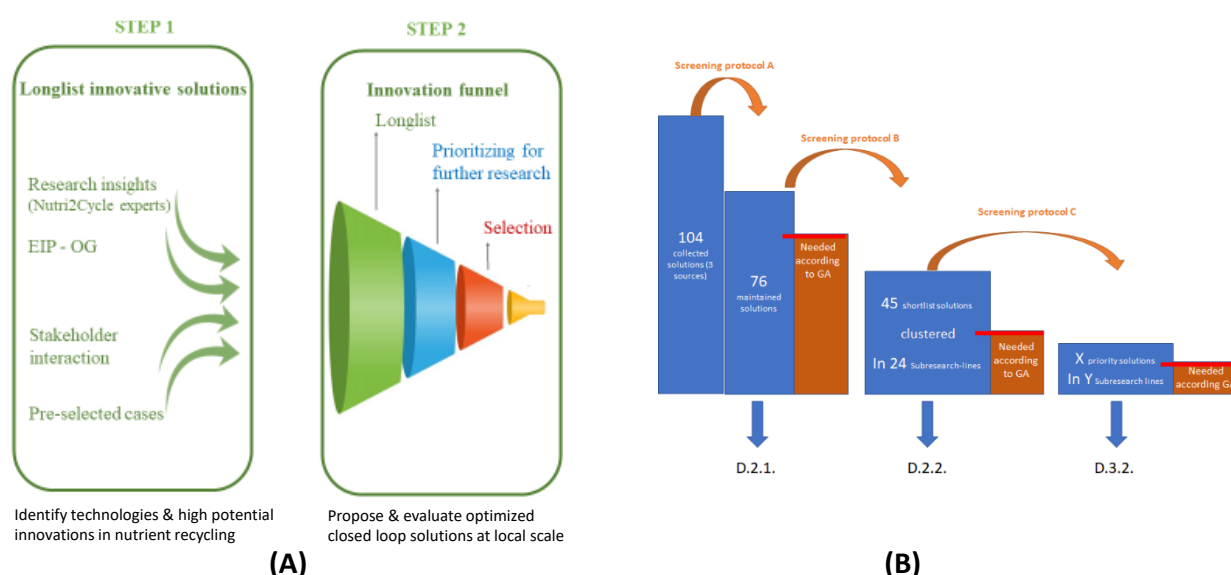 STEP 1
Longlist innovative solutions
Research insights
(Nutri2Cycle experts)
EIP - OG
Stakeholder
interaction
Pre-selected cases
Identify technologies & high potential
innovations in nutrient recycling
STEP 2
Innovation funnel
Longlist
Prioritizing for
further research
Selection
Propose & evaluate optimized
closed loop solutions at local scale
(A)
Screening protocol A
Screening protocol B
Screening protocol C
104
collected
solutions (3
sources)
76
maintained
solutions
Needed
according
to GA
45 shortlist solutions
clustered
In 24 Subresearch-lines
Needed
according
to GA
X priority solutions
In Y Subresearch lines
Needed
according GA
D.2.1.
D.2.2.
D.3.2.
(B)